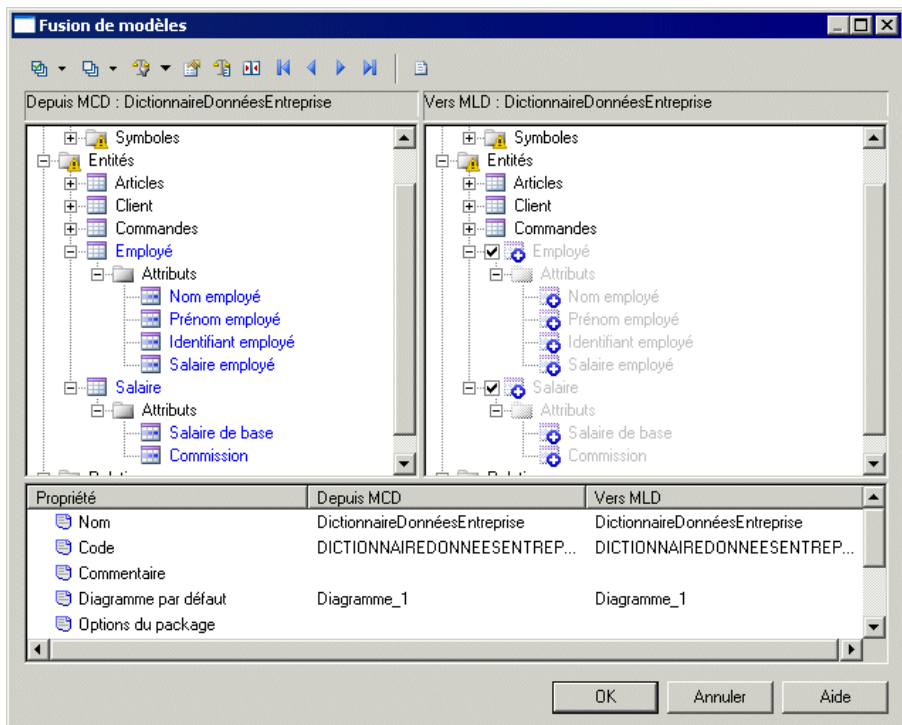 Fusion de modèles
Depuis MCD : DictionnaireDonnéesEntreprise
Vers MLD : DictionnaireDonnéesEntreprise
Symboles
Entités
Articles
Client
Commandes
Employé
Attributs
Nom employé
Prénom employé
Identifiant employé
Salaire employé
Salaire
Attributs
Salaire de base
Commission
Symboles
Entités
Articles
Client
Commandes
Employé
Attributs
Nom employé
Prénom employé
Identifiant employé
Salaire employé
Salaire
Attributs
Salaire de base
Commission
Propriété Depuis MCD Vers MLD
Nom DictionnaireDonnéesEntreprise DictionnaireDonnéesEntreprise
Code DICTIONNAIREDONNEESENTREP... DICTIONNAIREDONNEESENTREP...
Commentaire
Diagramme par défaut Diagramme_1 Diagramme_1
Options du package
OK Annuler Aide